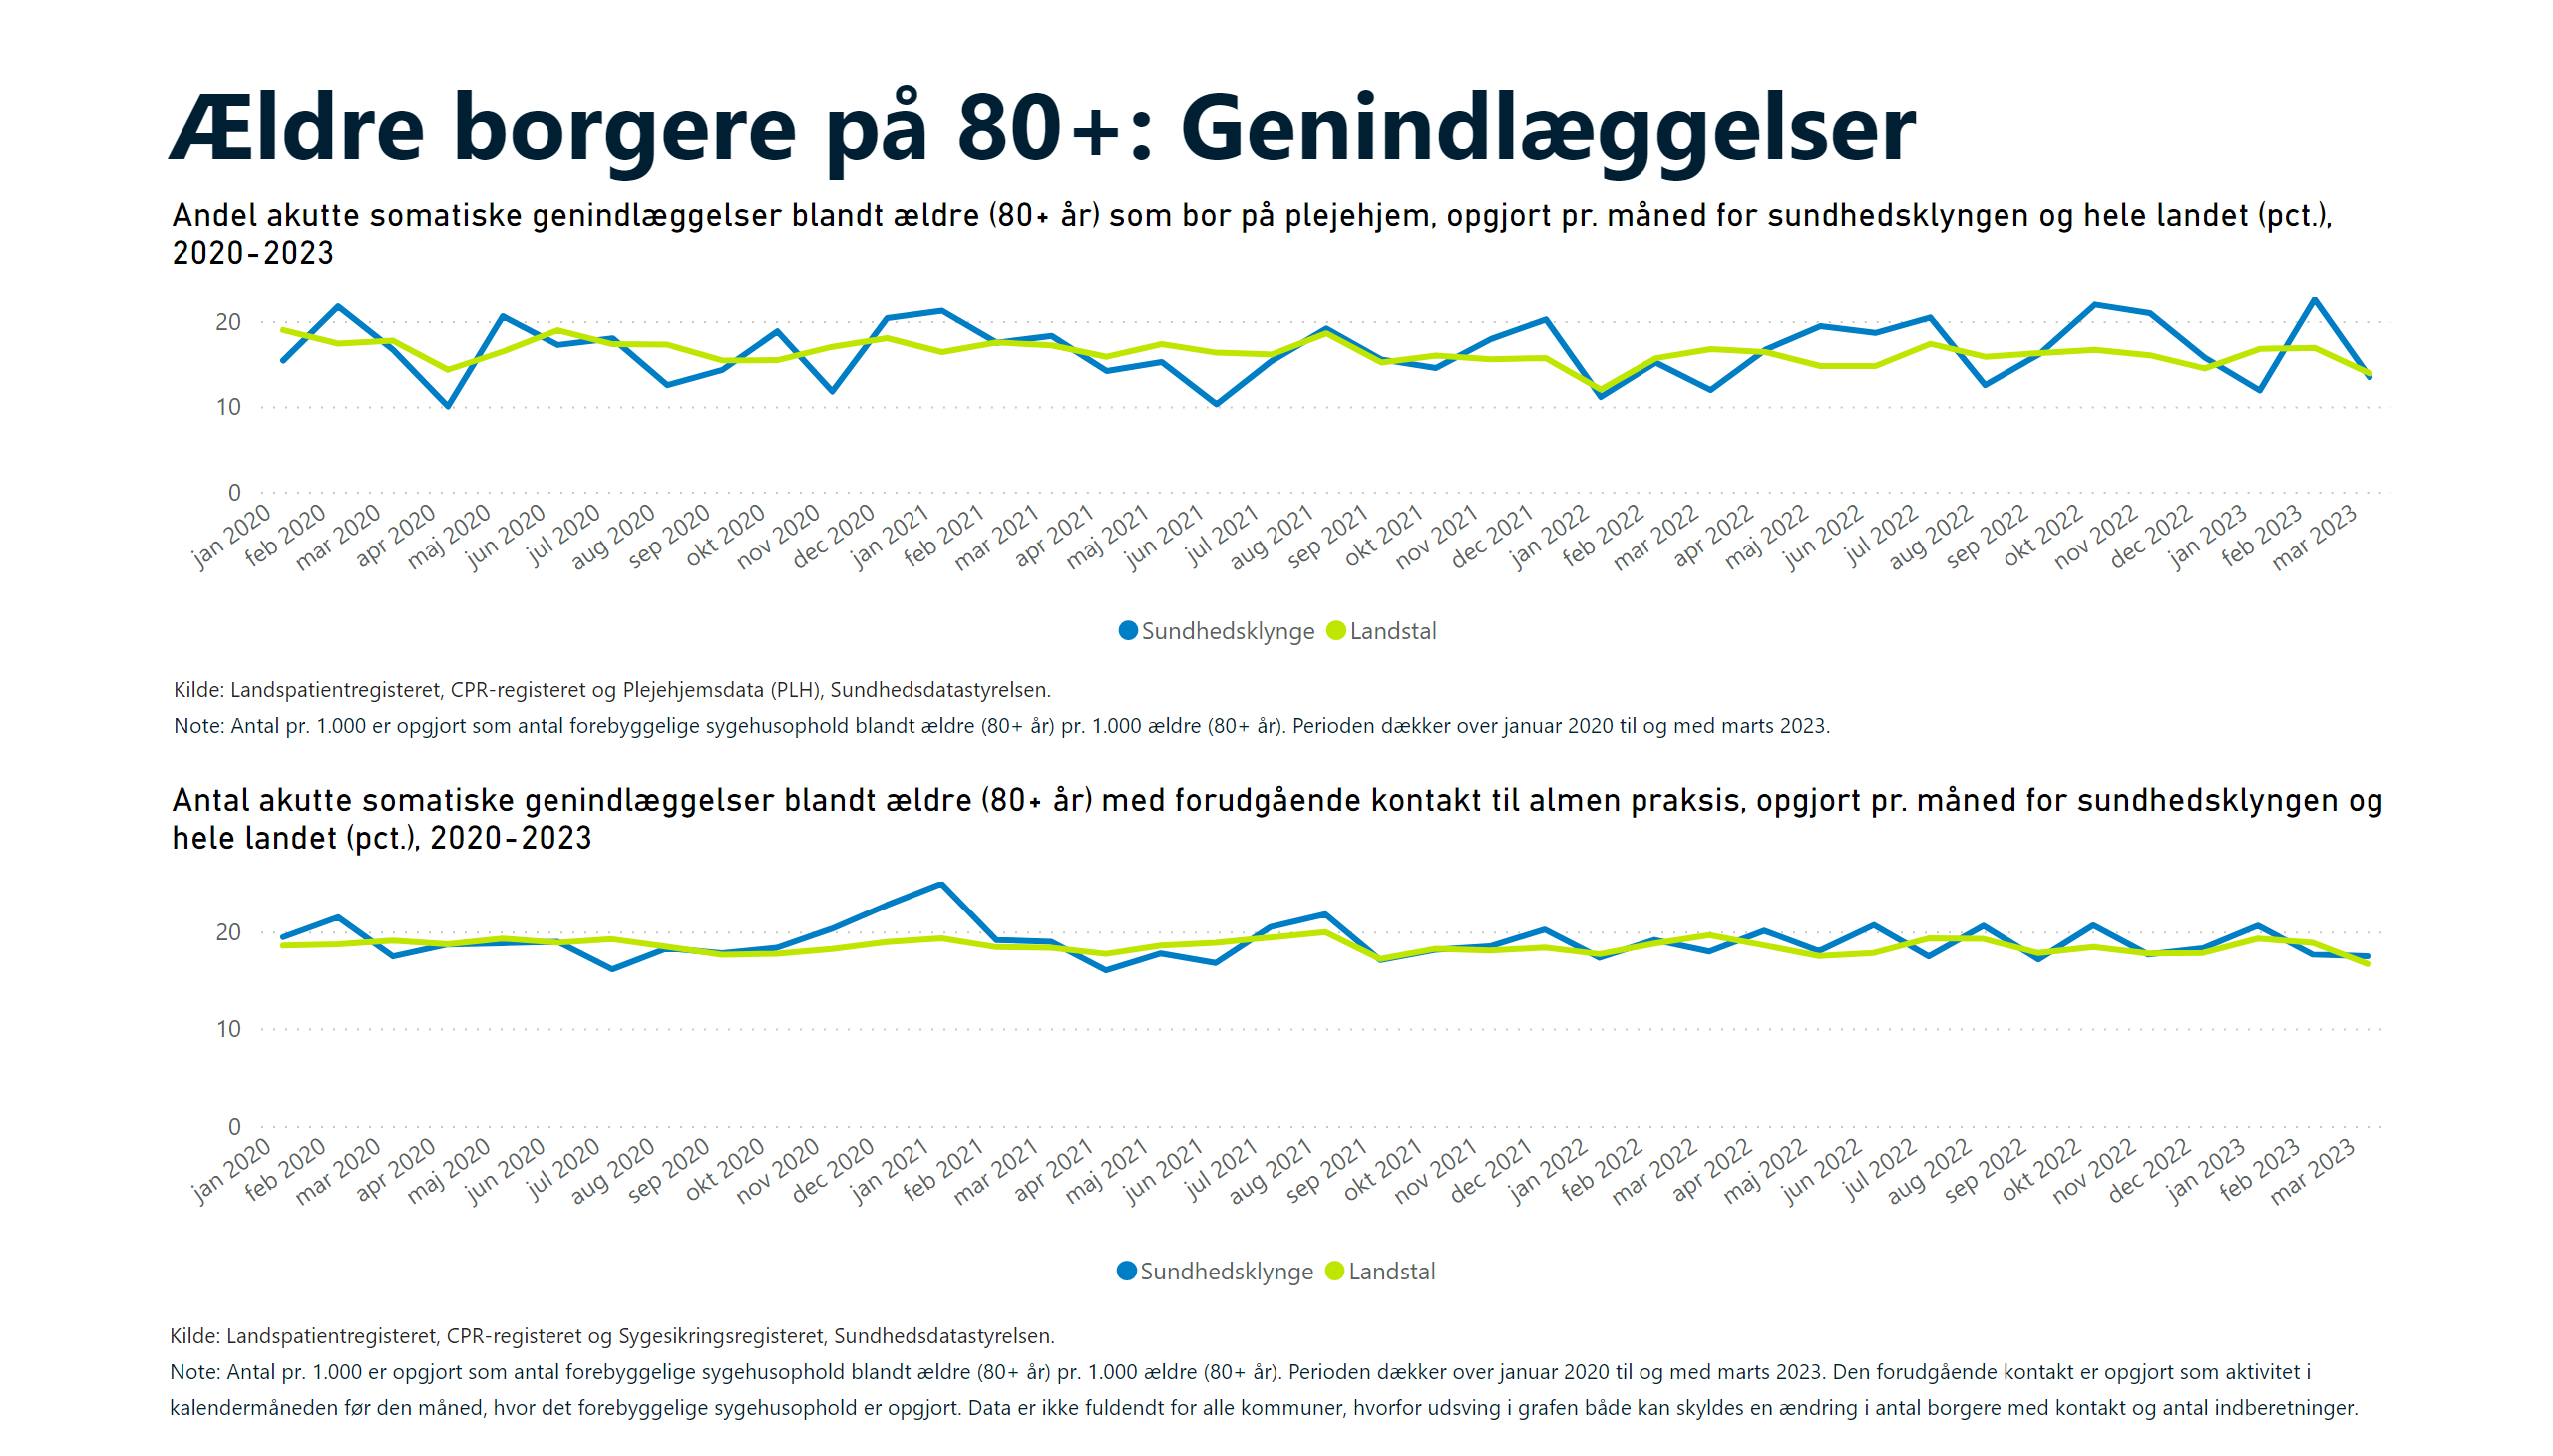 Ældre borgere på 80+: Genindlæggelser
Andel akutte somatiske genindlæggelser blandt ældre (80+ år) som bor på plejehjem, opgjort pr. måned for sundhedsklyngen og hele landet (pct.),
2020-2023
20
10
0
jan 2020
feb 2020
mar 2020
apr 2020
maj 2020
jun 2020
jul 2020
aug 2020
sep 2020
okt 2020
nov 2020
dec 2020
jan 2021
feb 2021
mar 2021
apr 2021
maj 2021
jun 2021
jul 2021
aug 2021
sep 2021
okt 2021
nov 2021
dec 2021
jan 2022
feb 2022
mar 2022
apr 2022
maj 2022
jun 2022
jul 2022
aug 2022
sep 2022
okt 2022
nov 2022
dec 2022
jan 2023
feb 2023
mar 2023
Sundhedsklynge Landstal
Kilde: Landspatientregisteret, CPR-registeret og Plejehjemsdata (PLH), Sundhedsdatastyrelsen.
Note: Antal pr. 1.000 er opgjort som antal forebyggelige sygehusophold blandt ældre (80+ år) pr. 1.000 ældre (80+ år). Perioden dækker over januar 2020 til og med marts 2023.
Antal akutte somatiske genindlæggelser blandt ældre (80+ år) med forudgående kontakt til almen praksis, opgjort pr. måned for sundhedsklyngen og
hele landet (pct.), 2020-2023
20
10
0
jan 2020
feb 2020
mar 2020
apr 2020
maj 2020
jun 2020
jul 2020
aug 2020
sep 2020
okt 2020
nov 2020
dec 2020
jan 2021
feb 2021
mar 2021
apr 2021
maj 2021
jun 2021
jul 2021
aug 2021
sep 2021
okt 2021
nov 2021
dec 2021
jan 2022
feb 2022
mar 2022
apr 2022
maj 2022
jun 2022
jul 2022
aug 2022
sep 2022
okt 2022
nov 2022
dec 2022
jan 2023
feb 2023
mar 2023
Sundhedsklynge Landstal
Kilde: Landspatientregisteret, CPR-registeret og Sygesikringsregisteret, Sundhedsdatastyrelsen.
Note: Antal pr. 1.000 er opgjort som antal forebyggelige sygehusophold blandt ældre (80+ år) pr. 1.000 ældre (80+ år). Perioden dækker over januar 2020 til og med marts 2023. Den forudgående kontakt er opgjort som aktivitet i
kalendermåneden før den måned, hvor det forebyggelige sygehusophold er opgjort. Data er ikke fuldendt for alle kommuner, hvorfor udsving i grafen både kan skyldes en ændring i antal borgere med kontakt og antal indberetninger.